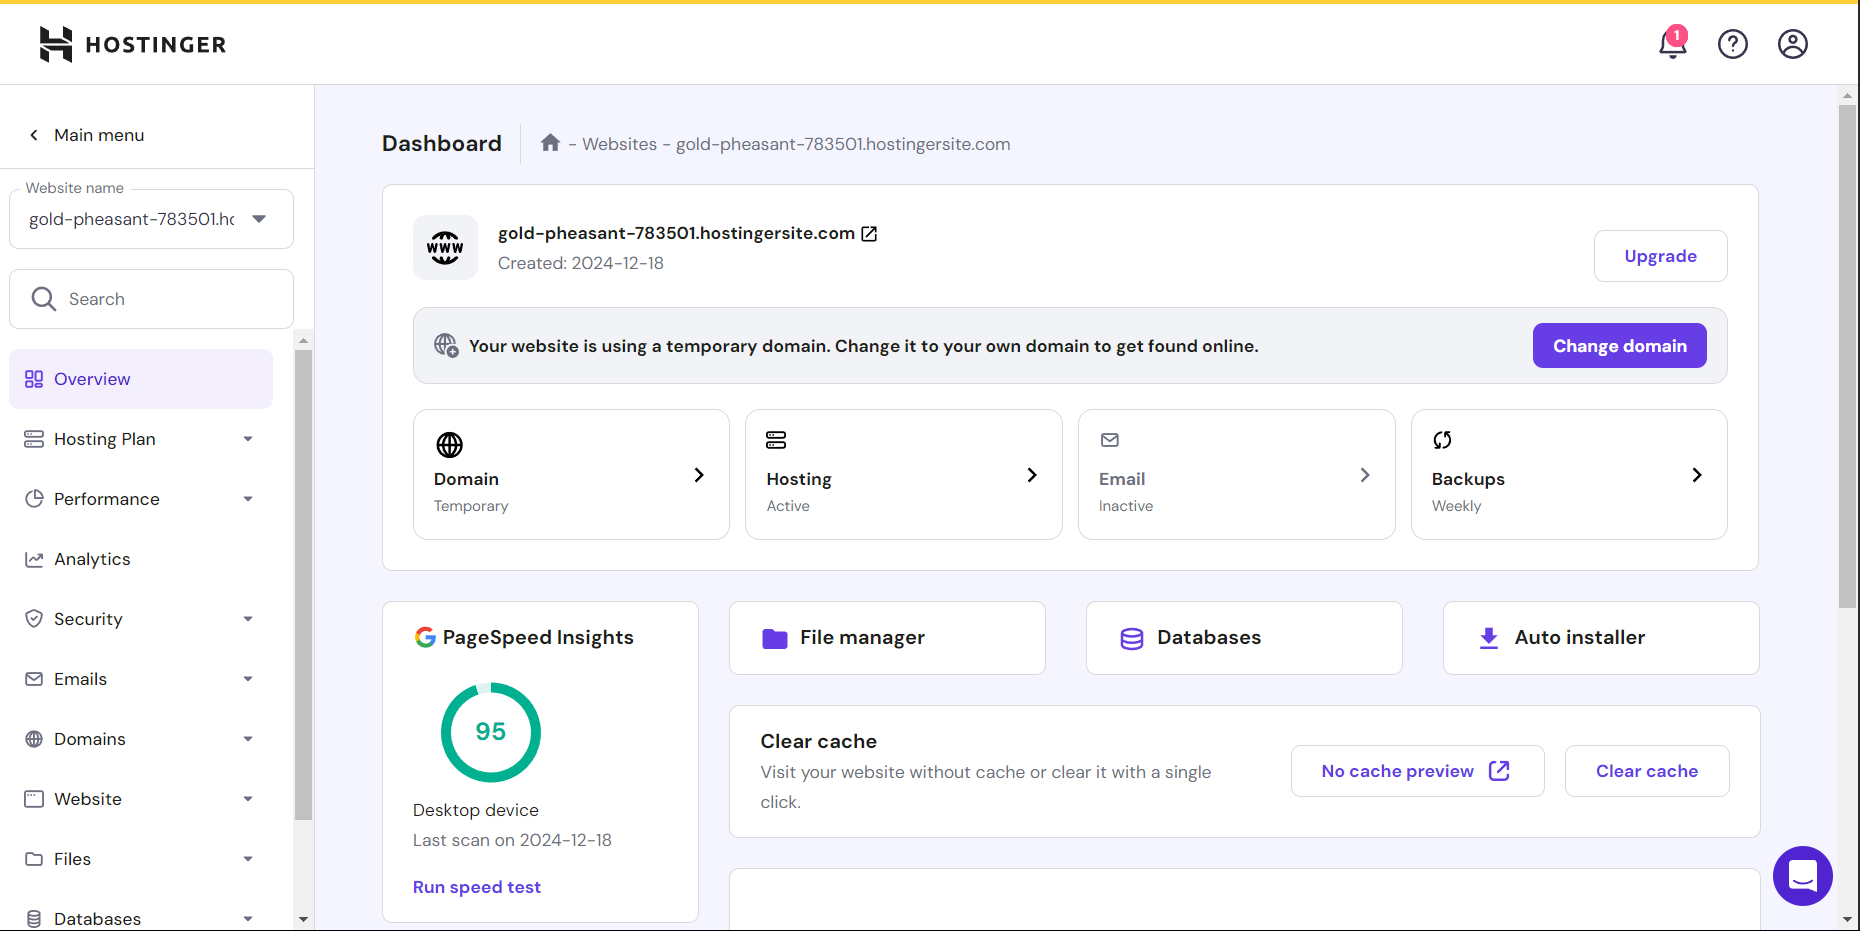 HOSTINGER
1
Main menu
Website name
gold-pheasant-783501.hc
Search
Overview
Hosting Plan
Performance
Analytics
Security
Emails
Domains
Website
Files
Databases
Dashboard
- Websites - gold-pheasant-783501.hostingersite.com
WWW
gold-pheasant-783501.hostingersite.com
Created: 2024-12-18
Upgrade
Your website is using a temporary domain. Change it to your own domain to get found online.
Change domain
Domain
Temporary
Hosting
Active
Email
Inactive
Backups
Weekly
PageSpeed Insights
95
Desktop device
Last scan on 2024-12-18
Run speed test
File manager
Databases
Auto installer
Clear cache
Visit your website without cache or clear it with a single
click.
No cache preview
Clear cache